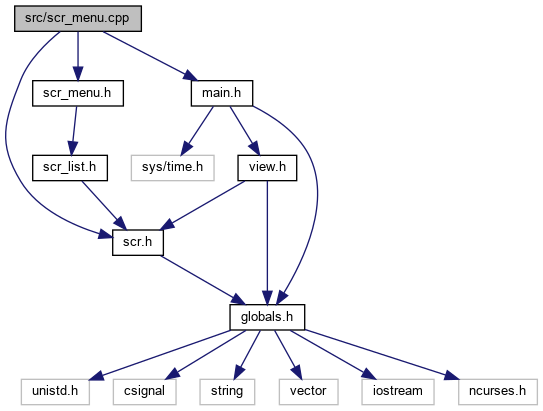 src/scr_menu.cpp
scr_menu.h
main.h
scr_list.h
sys/time.h
view.h
scr.h
globals.h
unistd.h
csignal
string
vector
iostream
ncurses.h